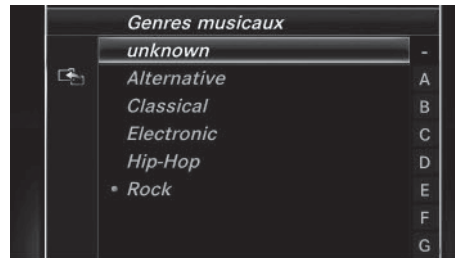 Genres musicaux
unknown -
Alternative A
Classical B
Electronic C
Hip-Hop D
• Rock E
F
G